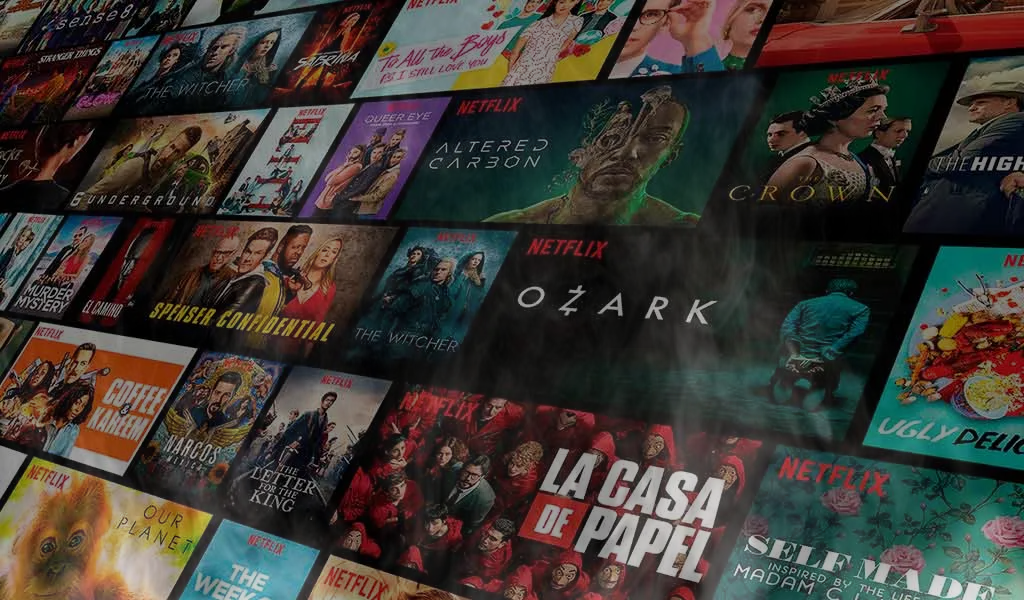 sense8
STRANGER THINGS
GLOW
NETFLIX
THE WITCHER
SABRINA
NETFLIX
To All the Boys
P.S. I STILL LOVE YOU
6 UNDERGROUND
NETFLIX
QUEER EYE
NETFLIX
ALTERED
CARBON
NETFLIX
THE
CROWN
THE HIGH
NETFLIX
MURDER
MYSTERY
EL CAMINO
NETFLIX
SPENSER CONFIDENTIAL
NETFLIX
THE WITCHER
NETFLIX
OŻARK
NE
UGLY DELIC
NETFLIX
COFFEE
&
KAREEM
NARCOS
NETFLIX
THE
LETTER
FOR THE
KING
NETFLIX
LA CASA
DE PAPEL
NETFLIX
SELF MADE
INSPIRED BY THE LIFE
MADAM C
NETFLIX
OUR
PLANET
NETFLIX
THE
WEEK
NETFLIX